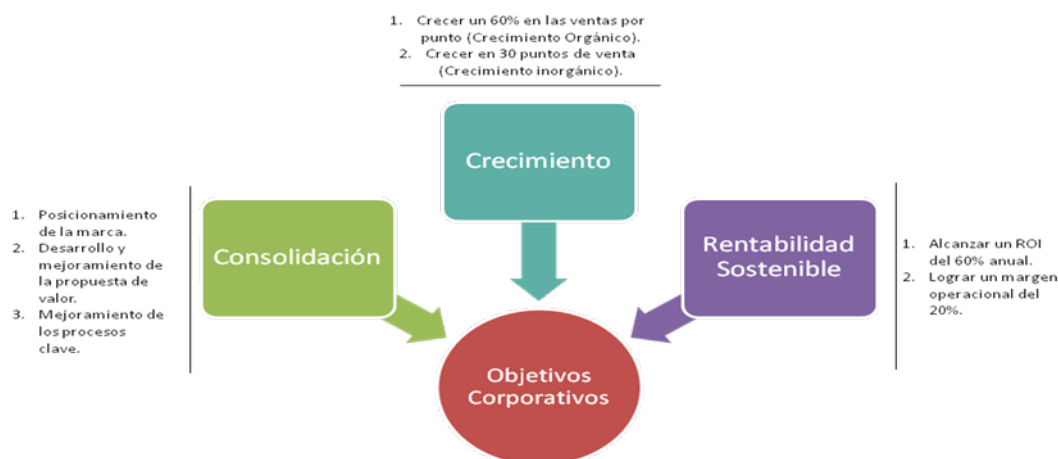 1. Crecer un 60% en las ventas por
punto (Crecimiento Orgánico).
2. Crecer en 30 puntos de venta
(Crecimiento inorgánico).
Crecimiento
1. Posicionamiento
de la marca.
2. Desarrollo y
mejoramiento de
la propuesta de
valor.
3. Mejoramiento de
los procesos
clave.
Consolidación
Rentabilidad
Sostenible
1. Alcanzar un ROI
del 60% anual.
2. Lograr un margen
operacional del
20%.
Objetivos
Corporativos